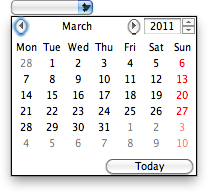 March 2011
Mon Tue Wed Thu Fri Sat Sun
28 1 2 3 4 5 6
7 8 9 10 11 12 13
14 15 16 17 18 19 20
21 22 23 24 25 26 27
28 29 30 31 1 2 3
4 5 6 7 8 9 10
Today